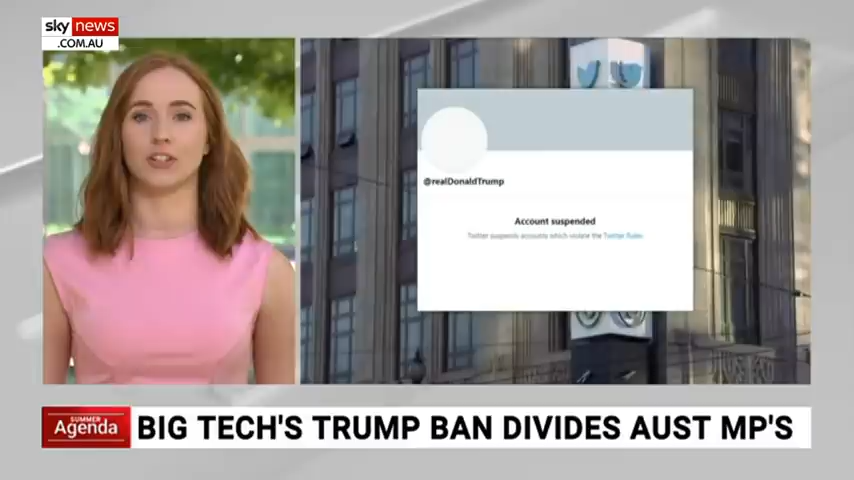 sky news
.COM.AU
@realDonaldTrump
Account suspended
Twitter suspends accounts which violate the Twitter Rules
SUMMER
Agenda
BIG TECH'S TRUMP BAN DIVIDES AUST MP'S